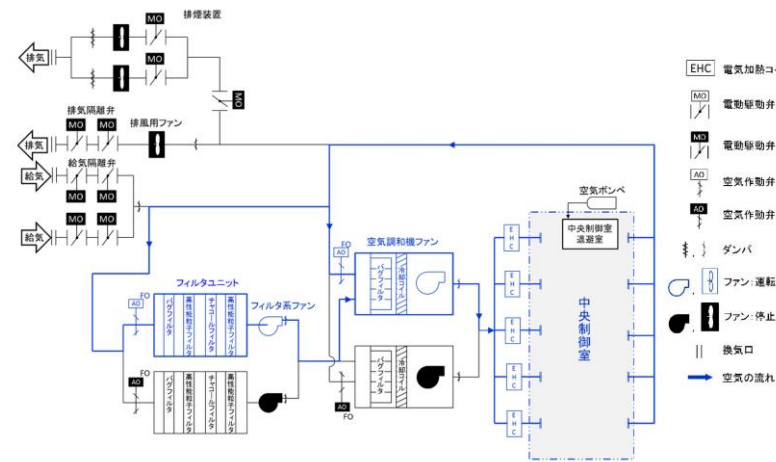 排煙装置
MO
MO
排気
MO
排気隔離弁
MO
MO
排風用ファン
排気
給気隔離弁
給気
MO
MO
MO
MO
給気
空気ボンベ
中央制御室
退避室
中央制御室
EHC
EHC
EHC
EHC
EHC
空気調和機ファン
FO
AO
バグフィルタ
冷却コイル
バグフィルタ
冷却コイル
AO
FO
フィルタユニット
フィルタ系ファン
FO
AO
バグフィルタ
高性能粒子フィルタ
チャコールフィルタ
高性能粒子フィルタ
FO
AO
バグフィルタ
高性能粒子フィルタ
チャコールフィルタ
高性能粒子フィルタ
EHC 電気加熱コ
MO 電動駆動弁
MO 電動駆動弁
AO 空気作動弁
AO 空気作動弁
ダンパ
ファン:運転
ファン:停止
換気口
空気の流れ